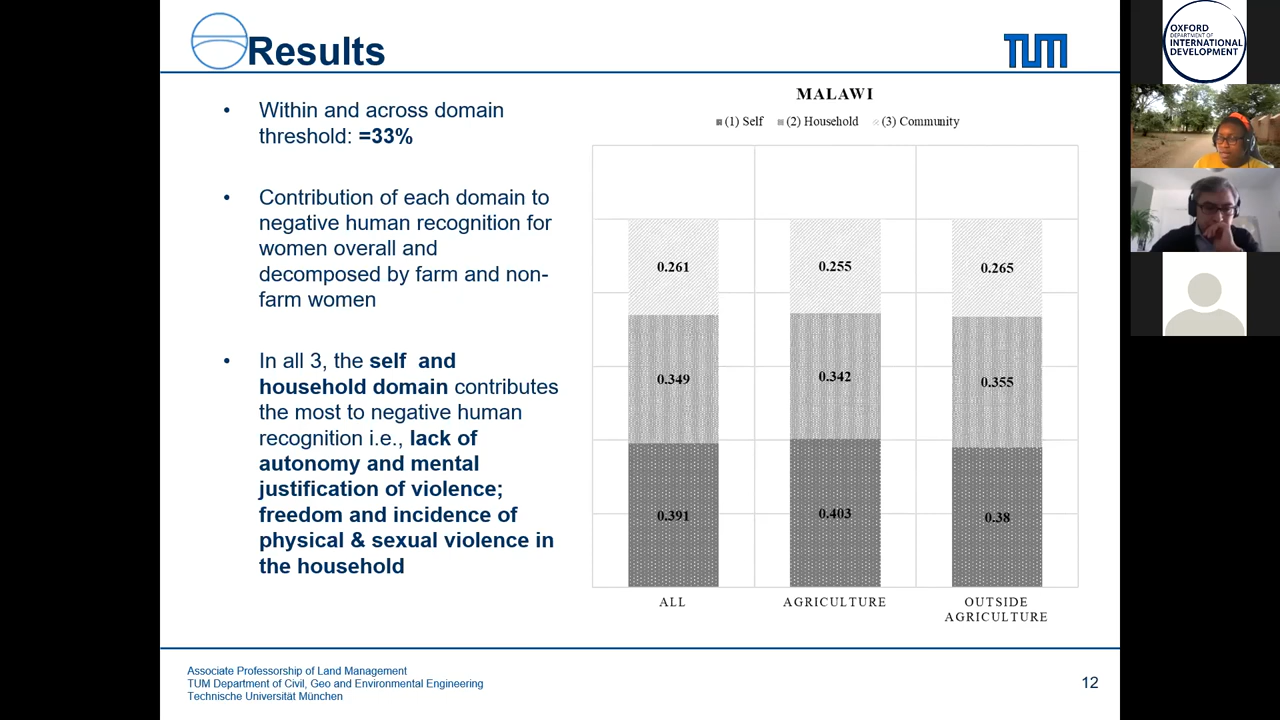 Results
TUM
• Within and across domain
threshold: =33%
• Contribution of each domain to
negative human recognition for
women overall and
decomposed by farm and non-
farm women
• In all 3, the self and
household domain contributes
the most to negative human
recognition i.e., lack of
autonomy and mental
justification of violence;
freedom and incidence of
physical & sexual violence in
the household
MALAWI
(1) Self (2) Household (3) Community
0.261 0.255 0.265
0.349 0.342 0.355
0.391 0.403 0.38
ALL AGRICULTURE OUTSIDE
AGRICULTURE
Associate Professorship of Land Management
TUM Department of Civil, Geo and Environmental Engineering
Technische Universität München
12
OXFORD
DEPARTMENT OF
INTERNATIONAL
DEVELOPMENT